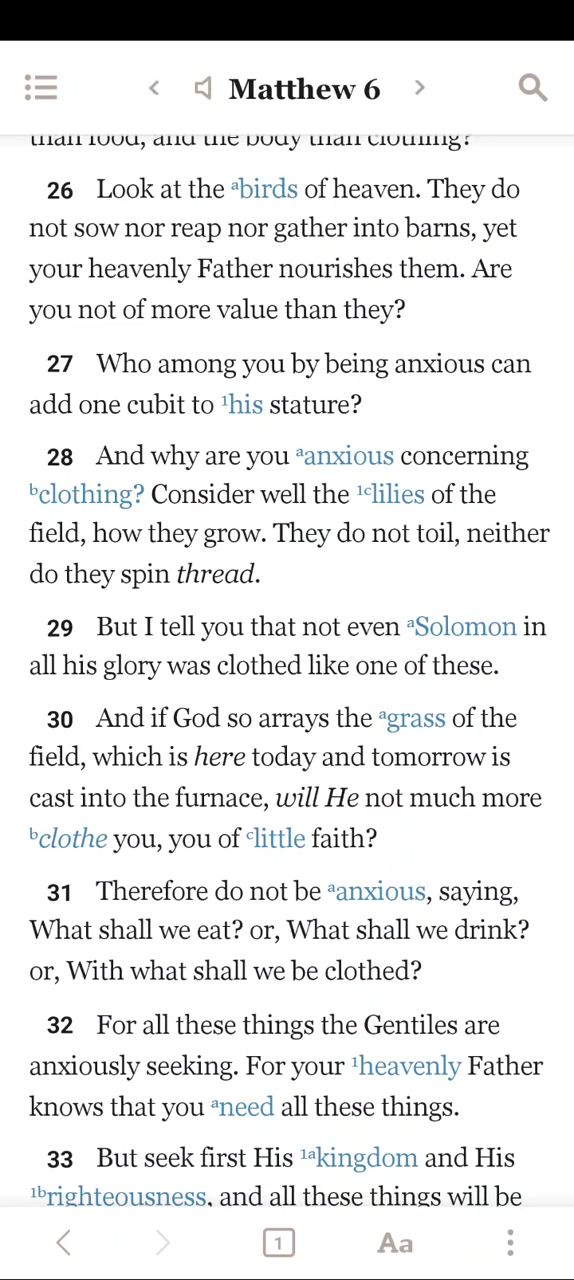 Matthew 6
than food, and the body than clothing?
26 Look at the ᵃbirds of heaven. They do
not sow nor reap nor gather into barns, yet
your heavenly Father nourishes them. Are
you not of more value than they?
27 Who among you by being anxious can
add one cubit to ¹his stature?
28 And why are you ᵃanxious concerning
ᵇclothing? Consider well the ¹ᶜlilies of the
field, how they grow. They do not toil, neither
do they spin thread.
29 But I tell you that not even ᵃSolomon in
all his glory was clothed like one of these.
30 And if God so arrays the ᵃgrass of the
field, which is here today and tomorrow is
cast into the furnace, will He not much more
ᵇclothe you, you of ᶜlittle faith?
31 Therefore do not be ᵃanxious, saying,
What shall we eat? or, What shall we drink?
or, With what shall we be clothed?
32 For all these things the Gentiles are
anxiously seeking. For your ¹heavenly Father
knows that you ᵃneed all these things.
33 But seek first His ¹ᵃkingdom and His
¹ᵇrighteousness, and all these things will be
1 Aa